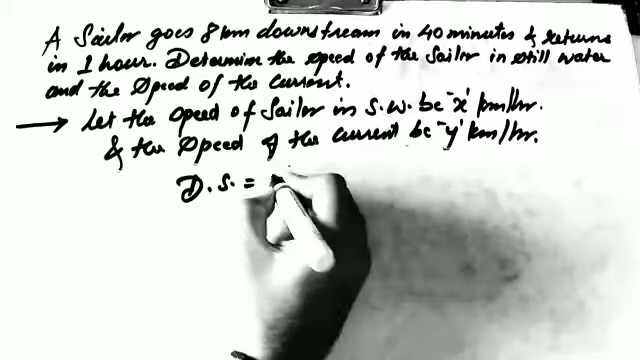 A Sailor goes 8 km downstream in 40 minutes & returns
in 1 hour. Determine the speed of the Sailor in still water
and the speed of the current.
→ Let the speed of Sailor in S.W. be 'x' km/hr.
& the speed of the current be 'y' km/hr.
D.S. =